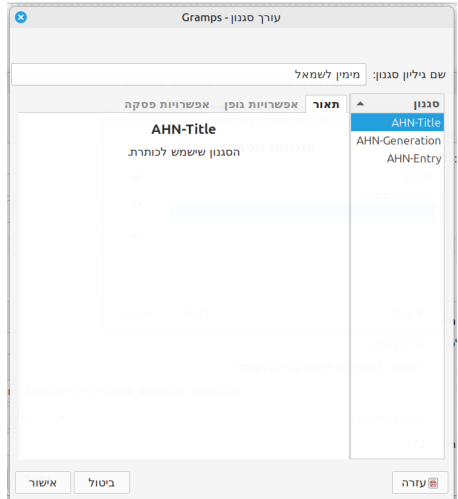 עורך סגנון - Gramps
שם גיליון סגנון: מימין לשמאל
סגנון
AHN-Title
AHN-Generation
AHN-Entry
תאור אפשרויות גופן אפשרויות פסקה
AHN-Title
הסגנון שישמש לכותרת.
עזרה ביטול אישור